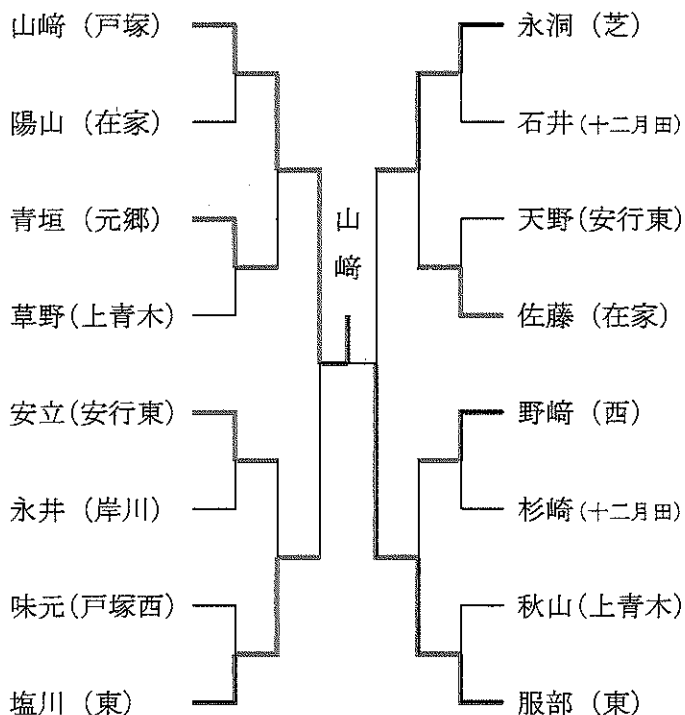 山﨑（戸塚）
陽山（在家）
青垣（元郷）
草野（上青木）
安立（安行東）
永井（岸川）
味元（戸塚西）
塩川（東）
山﨑
永洞（芝）
石井（十二月田）
天野（安行東）
佐藤（在家）
野﨑（西）
杉崎（十二月田）
秋山（上青木）
服部（東）